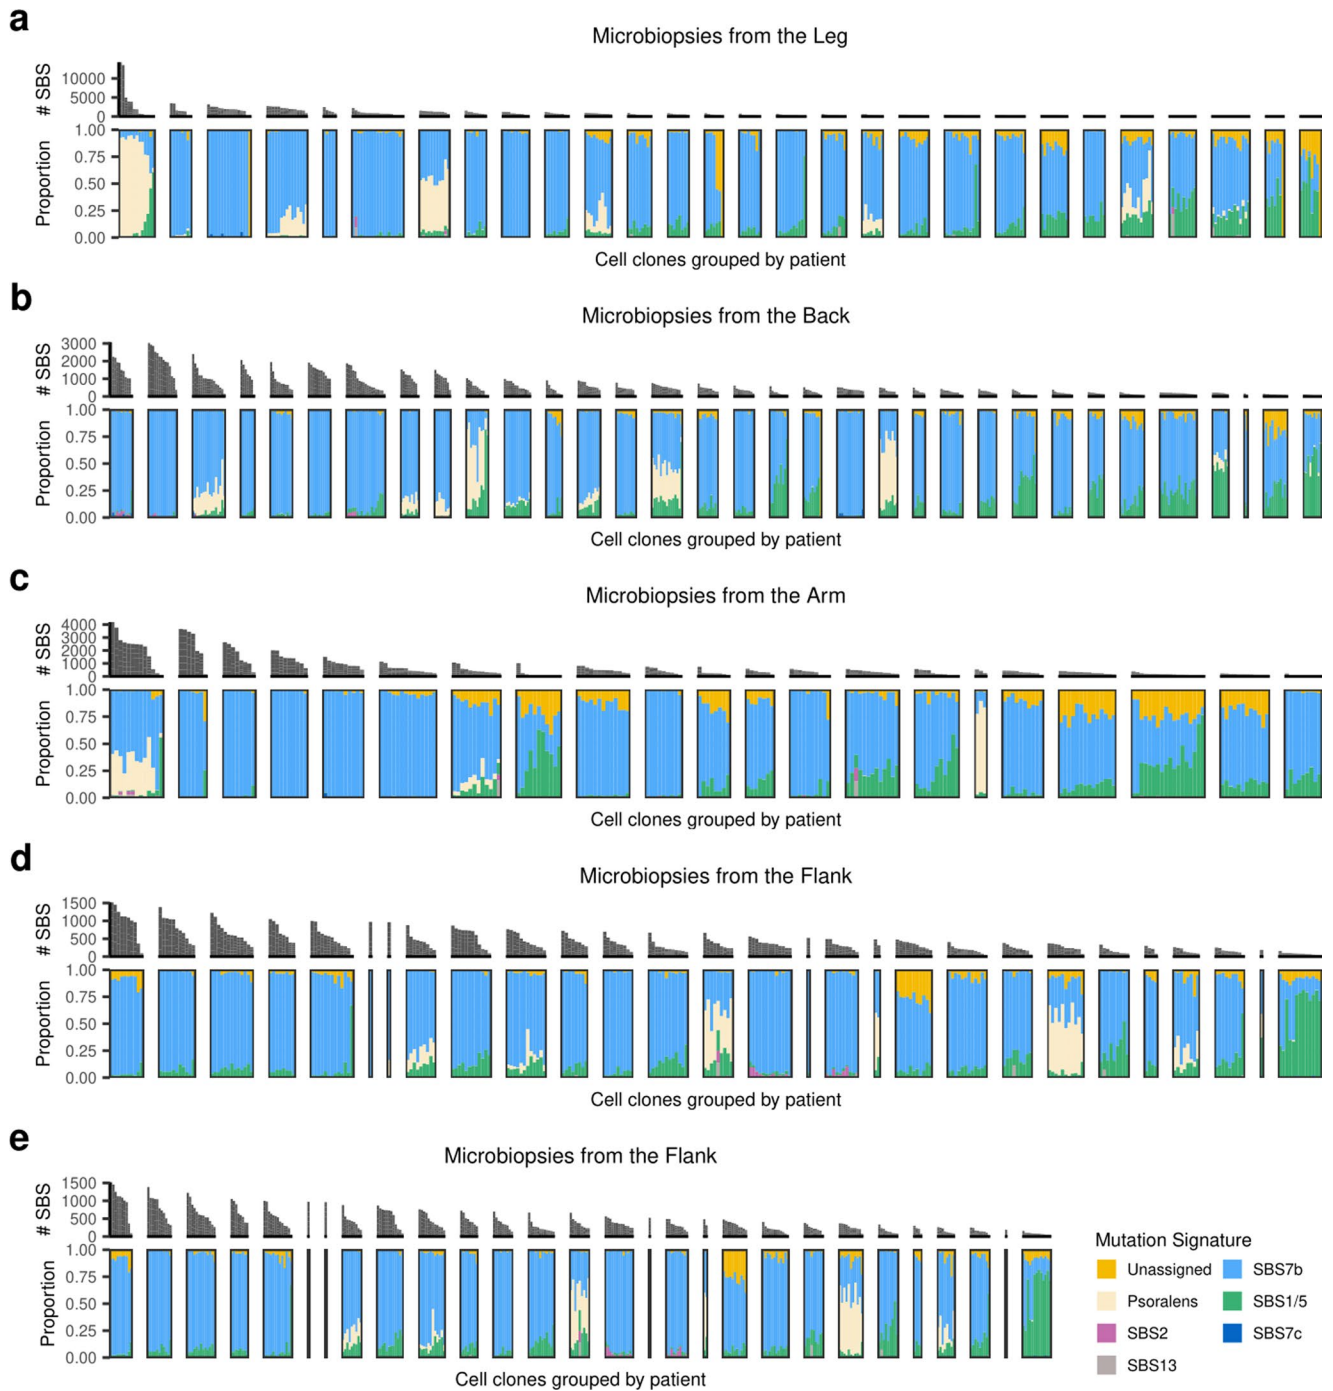 a
Microbiopsies from the Leg
# SBS
10000
5000
0
Proportion
1.00
0.75
0.50
0.25
0.00
Cell clones grouped by patient
b
Microbiopsies from the Back
# SBS
3000
2000
1000
0
Proportion
1.00
0.75
0.50
0.25
0.00
Cell clones grouped by patient
c
Microbiopsies from the Arm
# SBS
4000
3000
2000
1000
0
Proportion
1.00
0.75
0.50
0.25
0.00
Cell clones grouped by patient
d
Microbiopsies from the Flank
# SBS
1500
1000
500
0
Proportion
1.00
0.75
0.50
0.25
0.00
Cell clones grouped by patient
e
Microbiopsies from the Flank
# SBS
1500
1000
500
0
Proportion
1.00
0.75
0.50
0.25
0.00
Cell clones grouped by patient
Mutation Signature
Unassigned
SBS7b
Psoralens
SBS1/5
SBS2
SBS7c
SBS13